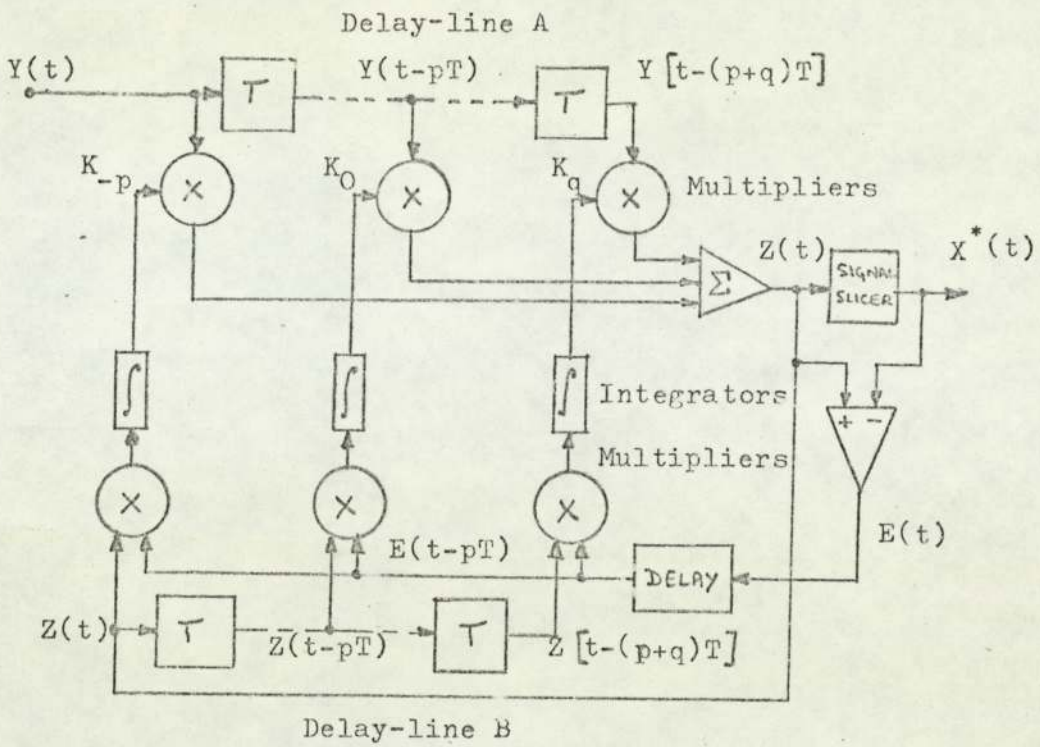 Delay-line A
Y(t) Y(t-pT) Y[t-(p+q)T]
T T
K-p K0 Kq Multipliers
X X X
Z(t) X*(t)
Σ SIGNAL
SLICER
∫ ∫ ∫ Integrators
+ -
Multipliers
X X X
E(t-pT) E(t)
DELAY
Z(t) T Z(t-pT) T Z[t-(p+q)T]
Delay-line B